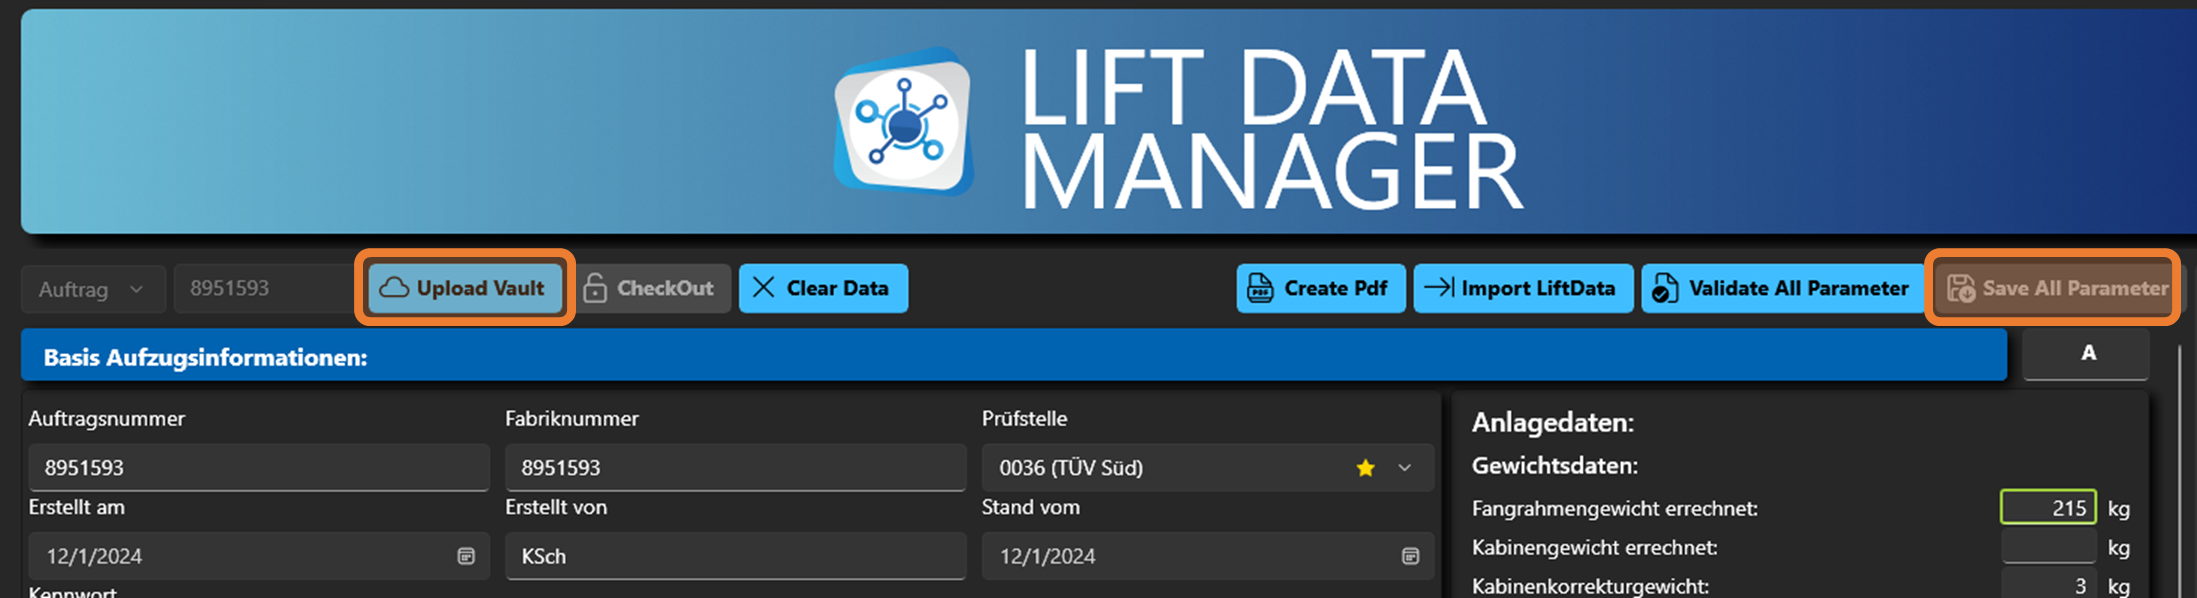 LIFT DATA
MANAGER
Auftrag
8951593
Upload Vault
CheckOut
Clear Data
PDF
Create Pdf
Import LiftData
Validate All Parameter
Save All Parameter
Basis Aufzugsinformationen:
A
Auftragsnummer
Fabriknummer
Prüfstelle
8951593
8951593
0036 (TÜV Süd)
Erstellt am
Erstellt von
Stand vom
12/1/2024
KSch
12/1/2024
Kennwort
Anlagedaten:
Gewichtsdaten:
Fangrahmengewicht errechnet:
215
kg
Kabinengewicht errechnet:
kg
Kabinenkorrekturgewicht:
3
kg